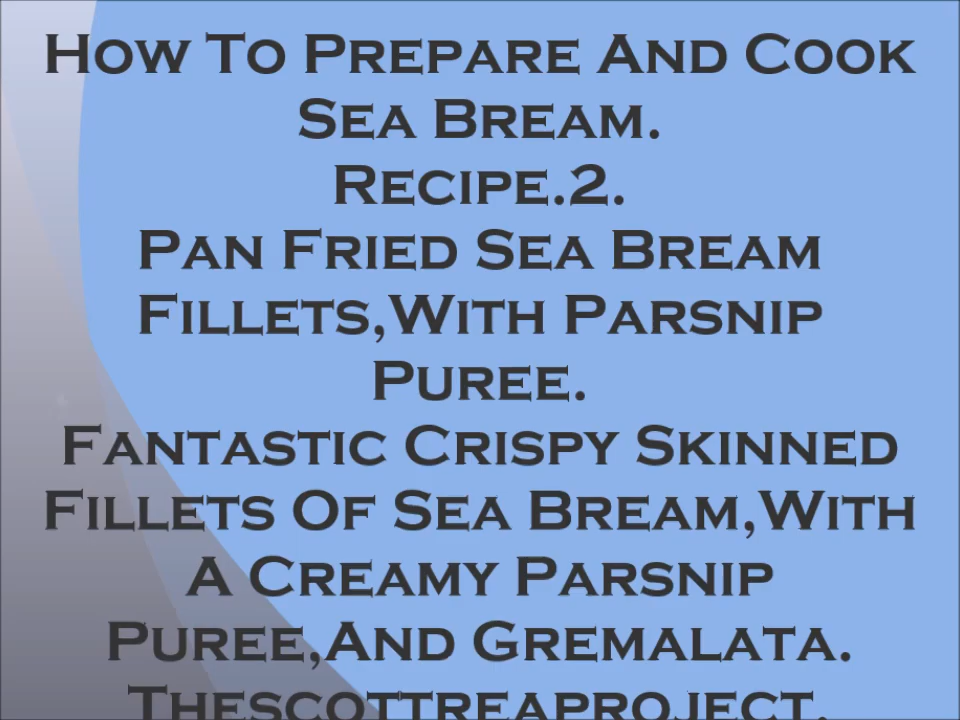 How To Prepare And Cook
Sea Bream.
Recipe.2.
Pan Fried Sea Bream
Fillets,With Parsnip
Puree.
Fantastic Crispy Skinned
Fillets Of Sea Bream,With
A Creamy Parsnip
Puree,And Gremalata.
Thescottreaproject.